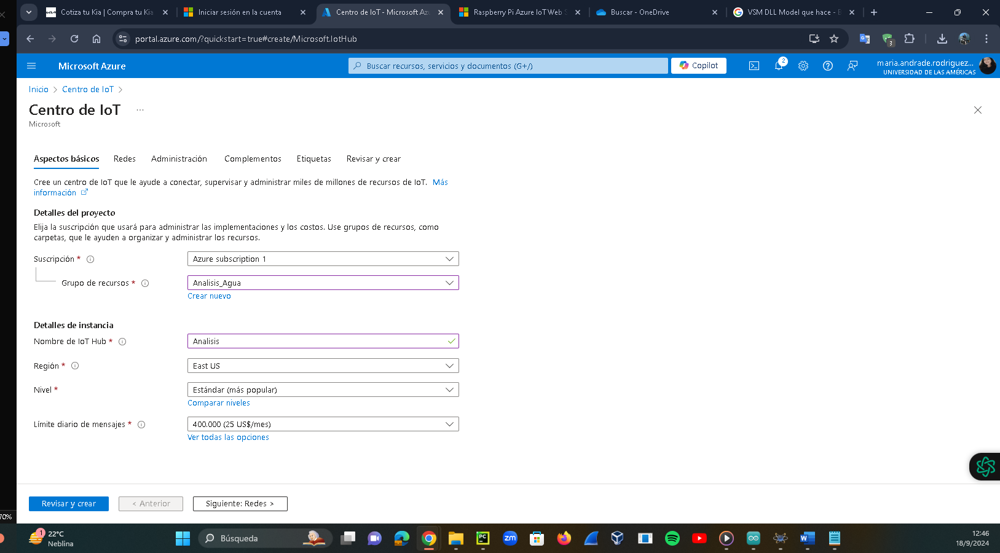 Cotiza tu Kia | Compra tu Kia
Iniciar sesión en la cuenta
Centro de IoT - Microsoft Azu
Raspberry Pi Azure IoT Web S
Buscar - OneDrive
VSM DLL Model que hace - B
portal.azure.com/?quickstart=true#create/Microsoft.IotHub
3
Microsoft Azure
Buscar recursos, servicios y documentos (G+/)
Copilot
2
maria.andrade.rodriguez...
UNIVERSIDAD DE LAS AMÉRICAS
Inicio > Centro de IoT >
Centro de IoT ...
Microsoft
Aspectos básicos Redes Administración Complementos Etiquetas Revisar y crear
Cree un centro de IoT que le ayude a conectar, supervisar y administrar miles de millones de recursos de IoT. Más
información
Detalles del proyecto
Elija la suscripción que usará para administrar las implementaciones y los costos. Use grupos de recursos, como
carpetas, que le ayuden a organizar y administrar los recursos.
Suscripción * Azure subscription 1
Grupo de recursos * Analisis_Agua
Crear nuevo
Detalles de instancia
Nombre de IoT Hub * Analisis
Región * East US
Nivel * Estándar (más popular)
Comparar niveles
Límite diario de mensajes * 400.000 (25 US$/mes)
Ver todas las opciones
Revisar y crear < Anterior Siguiente: Redes >
70%
1
22°C
Neblina
Búsqueda
PC
zm
W
12:46
18/9/2024